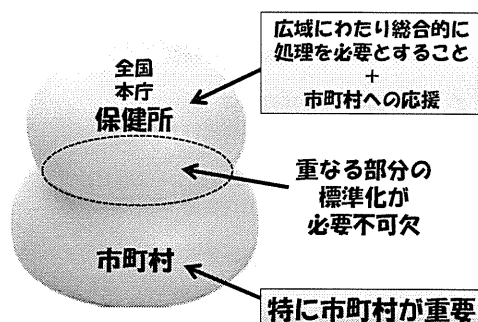 全国
本庁
保健所
市町村
広域にわたり総合的に
処理を必要とすること
+
市町村への応援
重なる部分の
標準化が
必要不可欠
特に市町村が重要